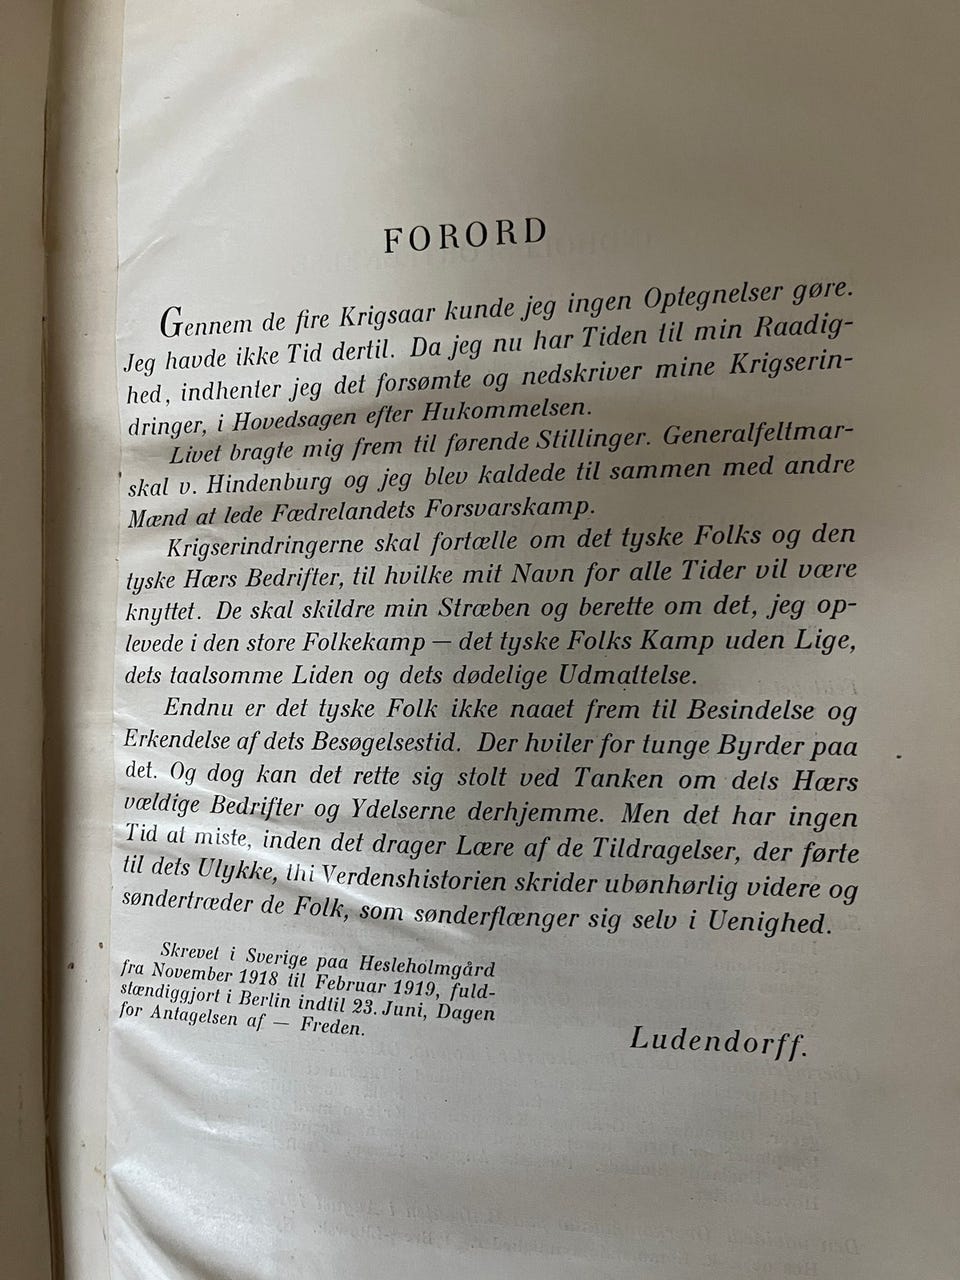 FORORD
Gennem de fire Krigsaar kunde jeg ingen Optegnelser gøre.
Jeg havde ikke Tid dertil. Da jeg nu har Tiden til min Raadig-
hed, indhenter jeg det forsømte og nedskriver mine Krigserin-
dringer, i Hovedsagen efter Hukommelsen.
Livet bragte mig frem til førende Stillinger. Generalfeltmar-
skal v. Hindenburg og jeg blev kaldede til sammen med andre
Mænd at lede Fædrelandets Forsvarskamp.
Krigserindringerne skal fortælle om det tyske Folks og den
tyske Hærs Bedrifter, til hvilke mit Navn for alle Tider vil være
knyttet. De skal skildre min Stræben og berette om det, jeg op-
levede i den store Folkekamp — det tyske Folks Kamp uden Lige,
dets taalsomme Liden og dets dødelige Udmattelse.
Endnu er det tyske Folk ikke naaet frem til Besindelse og
Erkendelse af dets Besøgelsestid. Der hviler for tunge Byrder paa
det. Og dog kan det rette sig stolt ved Tanken om dets Hærs
vældige Bedrifter og Ydelserne derhjemme. Men det har ingen
Tid at miste, inden det drager Lære af de Tildragelser, der førte
til dets Ulykke, thi Verdenshistorien skrider ubønhørlig videre og
søndertræder de Folk, som sønderflænger sig selv i Uenighed.
Skrevet i Sverige paa Hesleholmgård
fra November 1918 til Februar 1919, fuld-
stændiggjort i Berlin indtil 23. Juni, Dagen
for Antagelsen af — Freden.
Ludendorff.